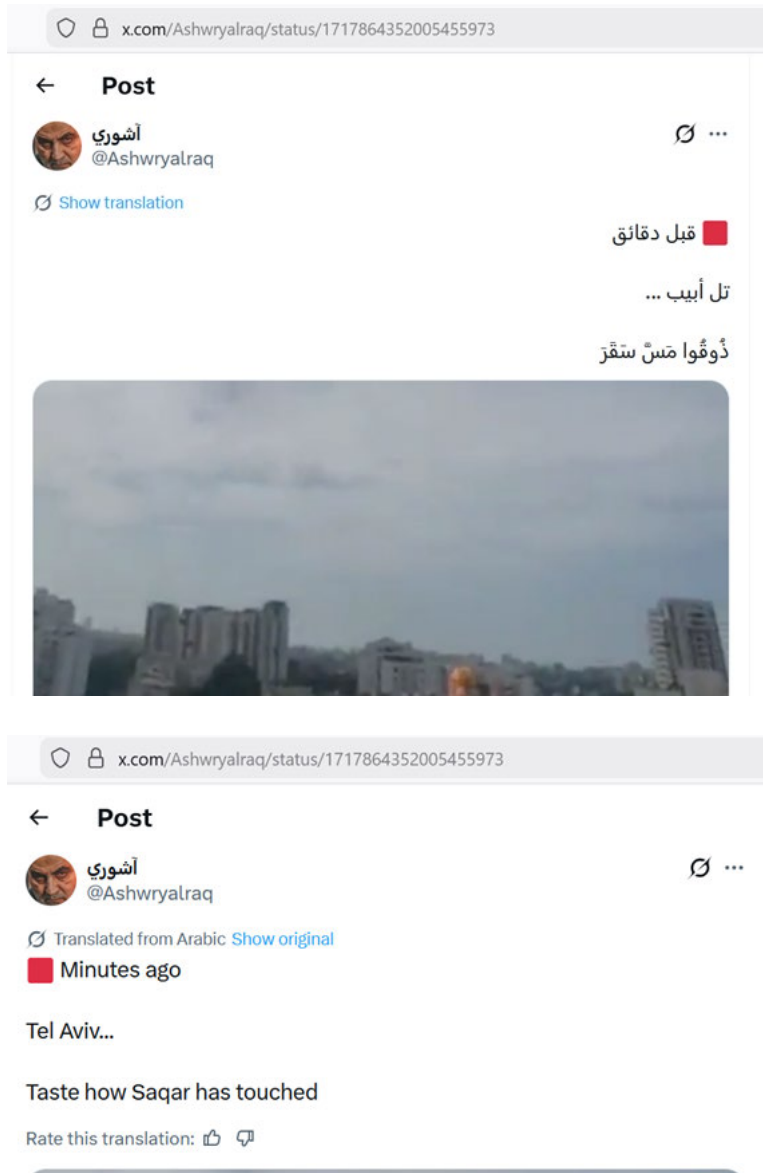 x.com/Ashwryalraq/status/1717864352005455973
Post
آشوري
@Ashwryalraq
Show translation
قبل دقائق
تل أبيب ...
ذُوقُوا مَسَّ سَقَرَ
x.com/Ashwryalraq/status/1717864352005455973
Post
آشوري
@Ashwryalraq
Translated from Arabic Show original
Minutes ago
Tel Aviv...
Taste how Saqar has touched
Rate this translation: